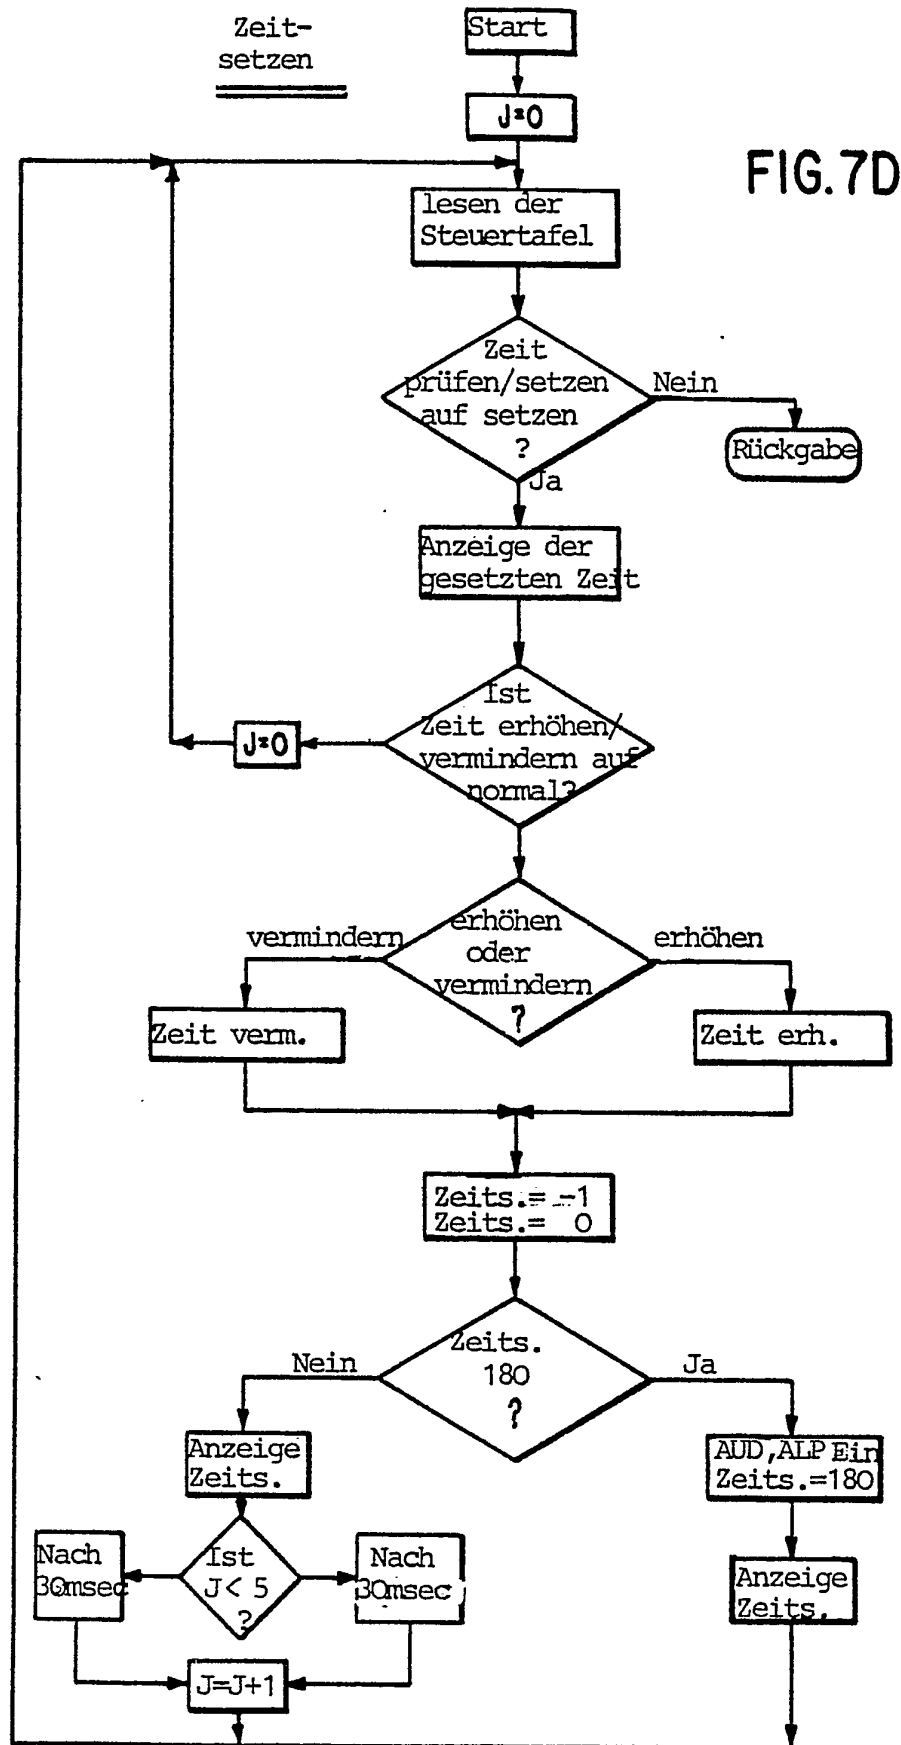 Zeit-
setzen
Start
J=0
FIG.7D
lesen der
Steuertafel
Zeit
prüfen/setzen
auf setzen
?
Nein
Rückgabe
Ja
Anzeige der
gesetzten Zeit
Ist
Zeit erhöhen/
vermindern auf
normal?
J=0
erhöhen
oder
vermindern
?
vermindern
erhöhen
Zeit verm.
Zeit erh.
Zeits.= -1
Zeits.= 0
Zeits.
180
?
Nein
Ja
Anzeige
Zeits.
AUD,ALP Ein
Zeits.=180
Ist
J< 5
?
Nach
30msec
Nach
30msec
Anzeige
Zeits.
J=J+1